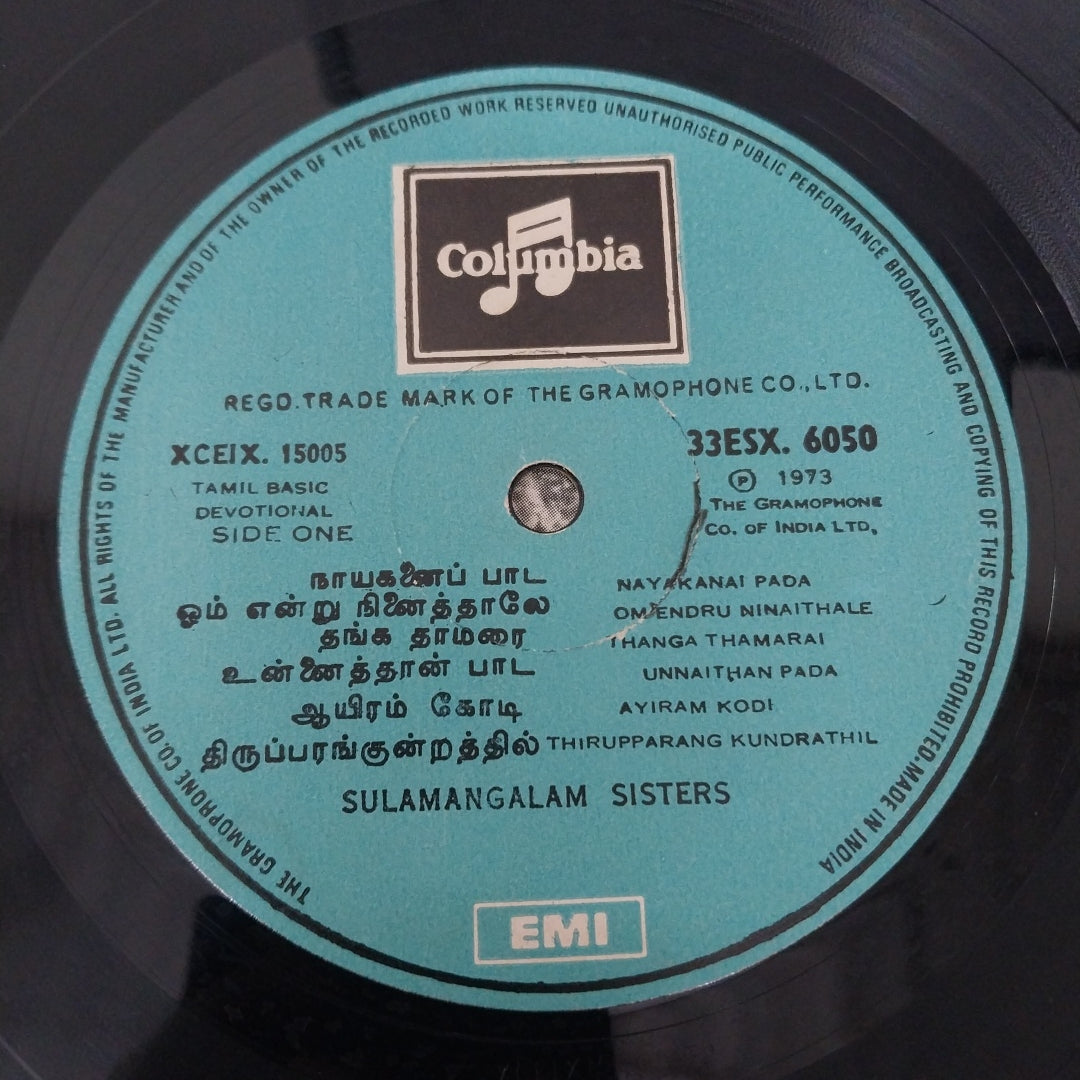 THE GRAMOPHONE CO. OF INDIA LTD. ALL RIGHTS OF THE MANUFACTURER AND OF THE OWNER OF THE RECORDED WORK RESERVED UNAUTHORISED PUBLIC PERFORMANCE BROADCASTING AND COPYING OF THIS RECORD PROHIBITED. MADE IN INDIA
Columbia
REGD. TRADE MARK OF THE GRAMOPHONE CO., LTD.
XCEIX. 15005
33ESX. 6050
TAMIL BASIC
DEVOTIONAL
SIDE ONE
Ⓟ 1973
THE GRAMOPHONE
CO. OF INDIA LTD,
நாயகனைப் பாட NAYAKANAI PADA
ஓம் என்று நினைத்தாலே OM ENDRU NINAITHALE
தங்க தாமரை THANGA THAMARAI
உன்னைத்தான் பாட UNNAITHAN PADA
ஆயிரம் கோடி AYIRAM KODI
திருப்பரங்குன்றத்தில் THIRUPPARANG KUNDRATHIL
SULAMANGALAM SISTERS
EMI